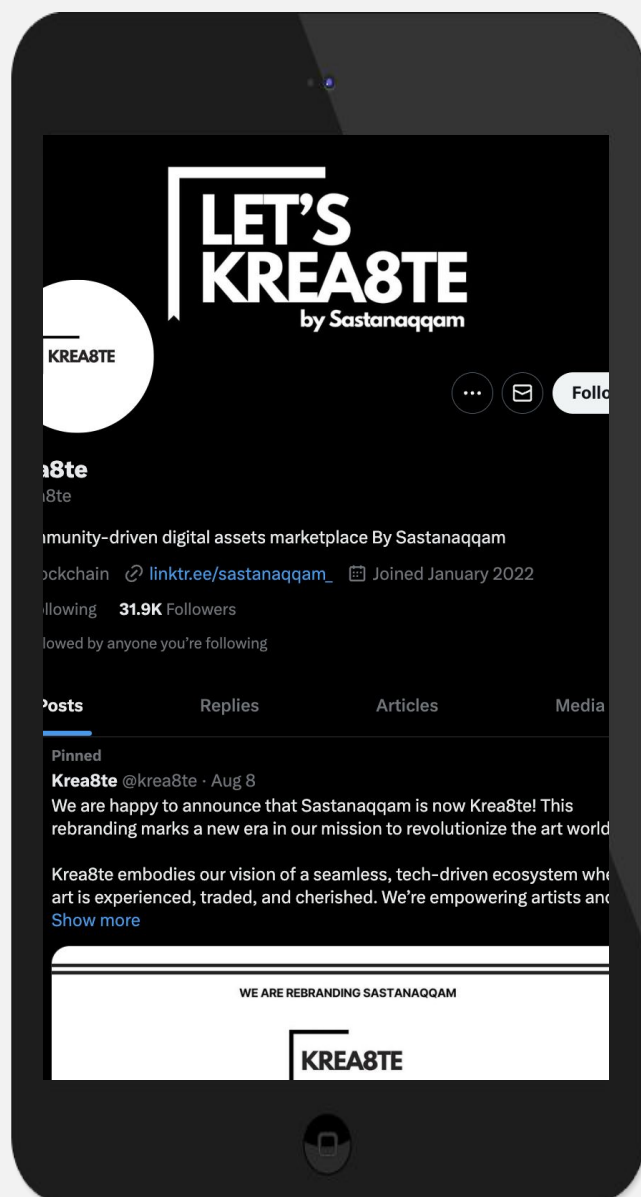 LET'S
KREA8TE
by Sastanaqqam
KREA8TE
Follo
a8te
a8te
mmunity-driven digital assets marketplace By Sastanaqqam
ockchain linktr.ee/sastanaqqam_ Joined January 2022
llowing 31.9K Followers
lowed by anyone you're following
Posts Replies Articles Media
Pinned
Krea8te @krea8te · Aug 8
We are happy to announce that Sastanaqqam is now Krea8te! This
rebranding marks a new era in our mission to revolutionize the art world
Krea8te embodies our vision of a seamless, tech-driven ecosystem whe
art is experienced, traded, and cherished. We're empowering artists and
Show more
WE ARE REBRANDING SASTANAQQAM
KREA8TE